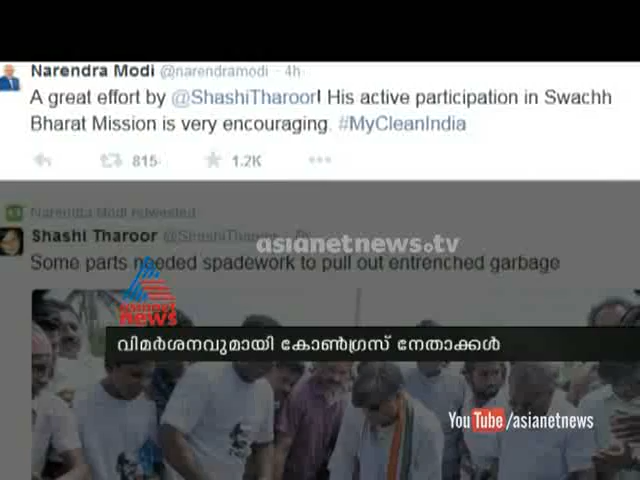 Narendra Modi @narendramodi · 4h
A great effort by @ShashiTharoor! His active participation in Swachh
Bharat Mission is very encouraging. #MyCleanIndia
815
1.2K
Narendra Modi retweeted
Shashi Tharoor @ShashiTharoor
asianetnews.tv
Some parts needed spadework to pull out entrenched garbage
asianet
news
വിമർശനവുമായി കോൺഗ്രസ് നേതാക്കൾ
YouTube /asianetnews